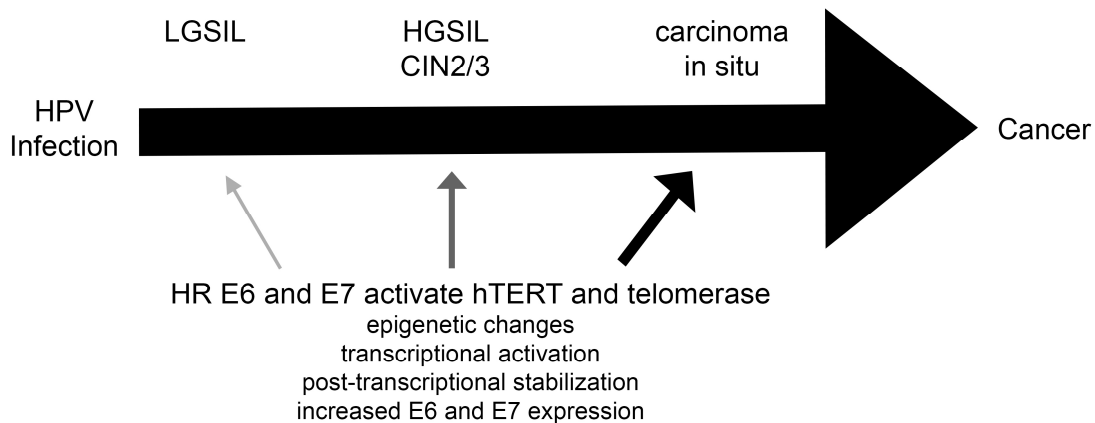 LGSIL
HGSIL
CIN2/3
carcinoma
in situ
HPV
Infection
Cancer
HR E6 and E7 activate hTERT and telomerase
epigenetic changes
transcriptional activation
post-transcriptional stabilization
increased E6 and E7 expression